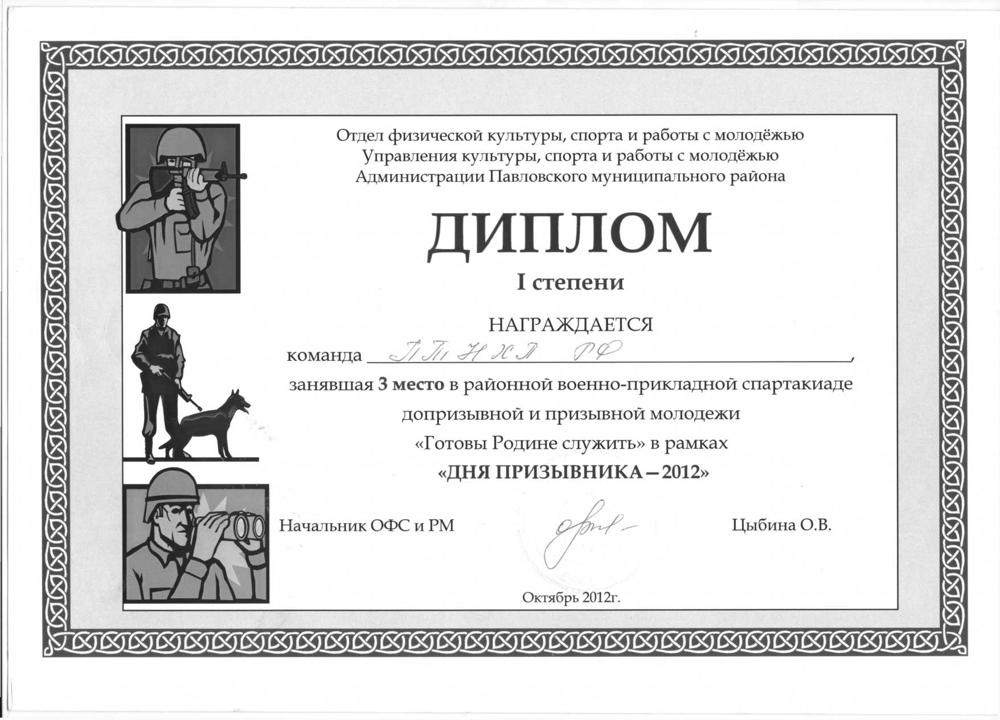 Отдел физической культуры, спорта и работы с молодёжью
Управления культуры, спорта и работы с молодёжью
Администрации Павловского муниципального района
ДИПЛОМ
I степени
НАГРАЖДАЕТСЯ
команда ППТ НХП РФ,
занявшая 3 место в районной военно-прикладной спартакиаде
допризывной и призывной молодежи
«Готовы Родине служить» в рамках
«ДНЯ ПРИЗЫВНИКА—2012»
Начальник ОФС и РМ Цыбина О.В.
Октябрь 2012г.